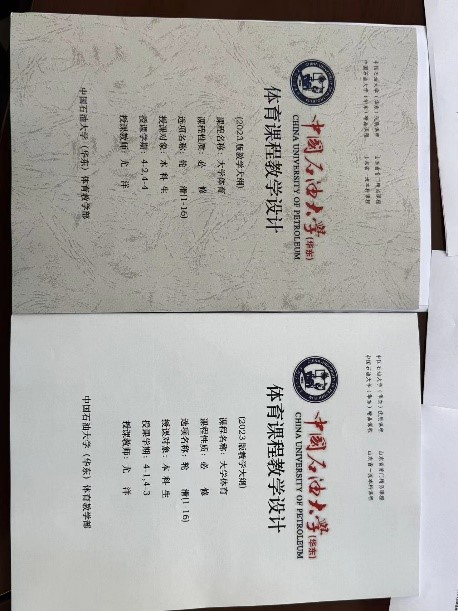 中国石油大学(华东)
CHINA UNIVERSITY OF PETROLEUM
体育课程教学设计
(2023 版教学大纲)
课程名称：大学体育
课程性质：必 修
选项名称：轮 滑(1-16)
授课对象：本 科 生
授课学期：4-2,4-4
授课教师：尤 洋
中国石油大学（华东）体育教学部
中国石油大学(华东)
CHINA UNIVERSITY OF PETROLEUM
体育课程教学设计
(2023 版教学大纲)
课程名称：大学体育
课程性质：必 修
选项名称：轮 滑(1-16)
授课对象：本 科 生
授课学期：4-1,4-3
授课教师：尤 洋
中国石油大学（华东）体育教学部